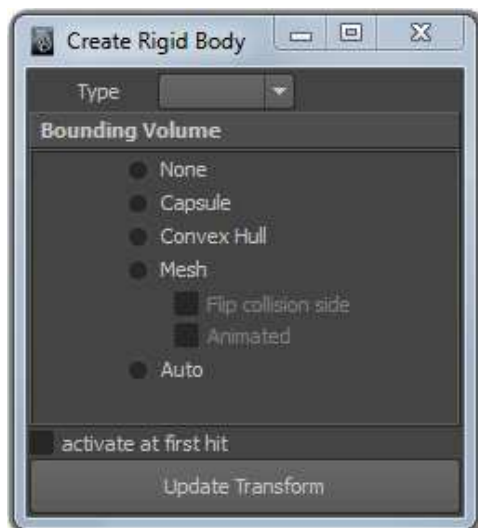 Create Rigid Body
Type
Bounding Volume
None
Capsule
Convex Hull
Mesh
Flip collision side
Animated
Auto
activate at first hit
Update Transform